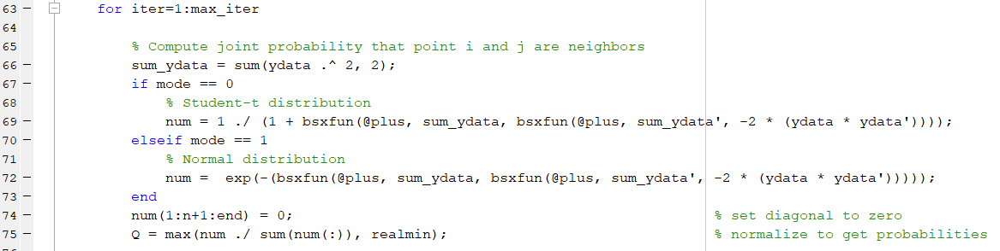 63 - for iter=1:max_iter
64
65 % Compute joint probability that point i and j are neighbors
66 - sum_ydata = sum(ydata .^ 2, 2);
67 - if mode == 0
68 % Student-t distribution
69 - num = 1 ./ (1 + bsxfun(@plus, sum_ydata, bsxfun(@plus, sum_ydata', -2 * (ydata * ydata'))));
70 - elseif mode == 1
71 % Normal distribution
72 - num =  exp(-(bsxfun(@plus, sum_ydata, bsxfun(@plus, sum_ydata', -2 * (ydata * ydata')))));
73 - end
74 - num(1:n+1:end) = 0; % set diagonal to zero
75 - Q = max(num ./ sum(num(:)), realmin); % normalize to get probabilities